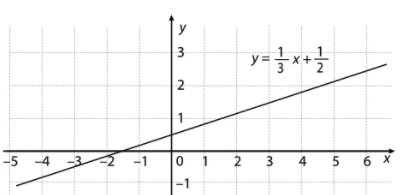 y
3
y = 1/3 x + 1/2
2
1
–5 –4 –3 –2 –1 0 1 2 3 4 5 6 x
–1